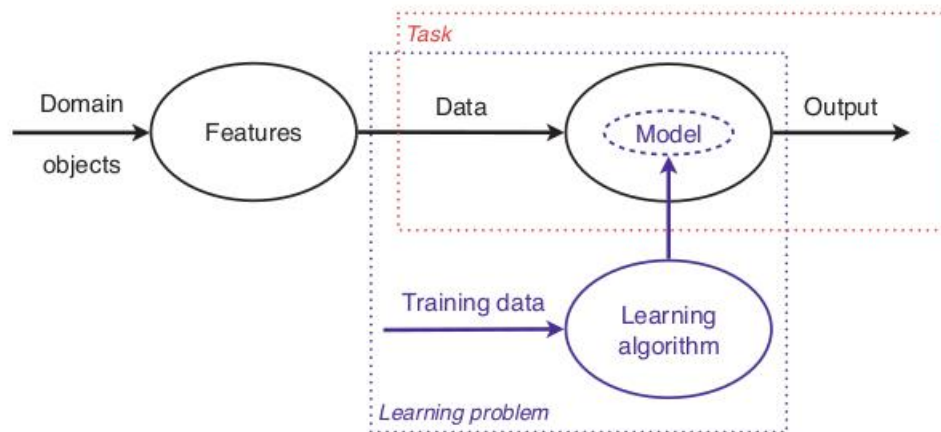 Task
Domain
objects
Features
Data
Model
Output
Training data
Learning
algorithm
Learning problem